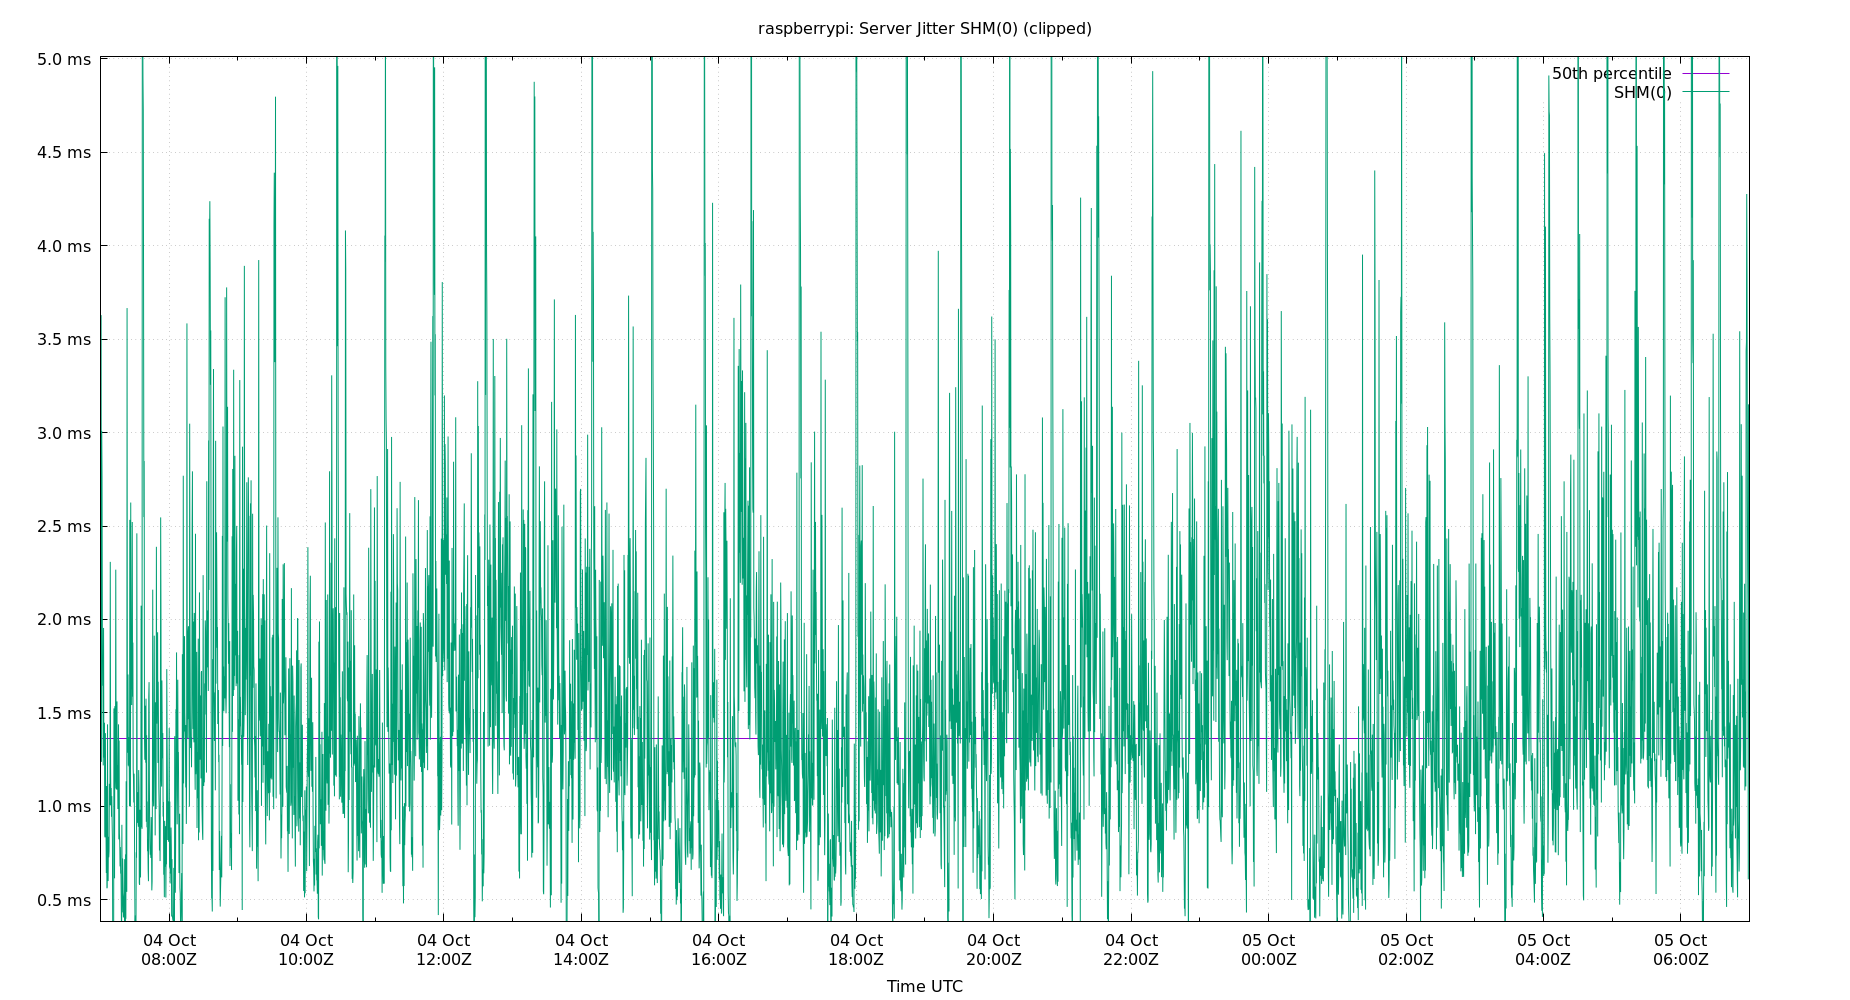 raspberrypi: Server Jitter SHM(0) (clipped)
5.0 ms
50th percentile
SHM(0)
4.5 ms
4.0 ms
3.5 ms
3.0 ms
2.5 ms
2.0 ms
1.5 ms
1.0 ms
0.5 ms
04 Oct 04 Oct 04 Oct 04 Oct 04 Oct 04 Oct 04 Oct 04 Oct 05 Oct 05 Oct 05 Oct 05 Oct
08:00Z 10:00Z 12:00Z 14:00Z 16:00Z 18:00Z 20:00Z 22:00Z 00:00Z 02:00Z 04:00Z 06:00Z
Time UTC